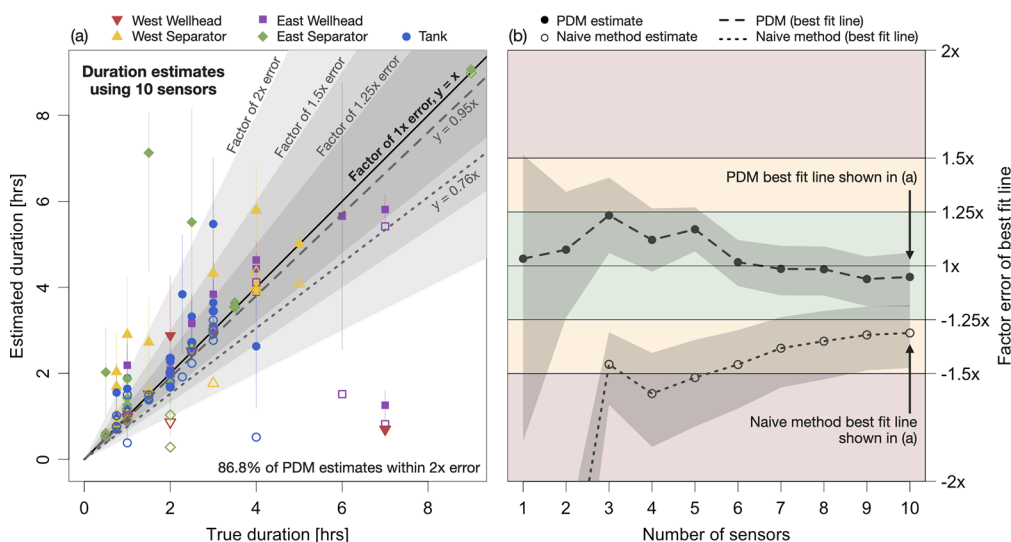 West Wellhead
East Wellhead
Tank
West Separator
East Separator
PDM estimate
PDM (best fit line)
Naive method estimate
Naive method (best fit line)
(a)
Duration estimates
using 10 sensors
Factor of 2x error
Factor of 1.5x error
Factor of 1.25x error
Factor of 1x error, y = x
y = 0.95x
y = 0.76x
86.8% of PDM estimates within 2x error
Estimated duration [hrs]
8
6
4
2
0
0 2 4 6 8
True duration [hrs]
(b)
PDM best fit line shown in (a)
Naive method best fit line
shown in (a)
2x
1.5x
1.25x
1x
-1.25x
-1.5x
-2x
Factor error of best fit line
1 2 3 4 5 6 7 8 9 10
Number of sensors